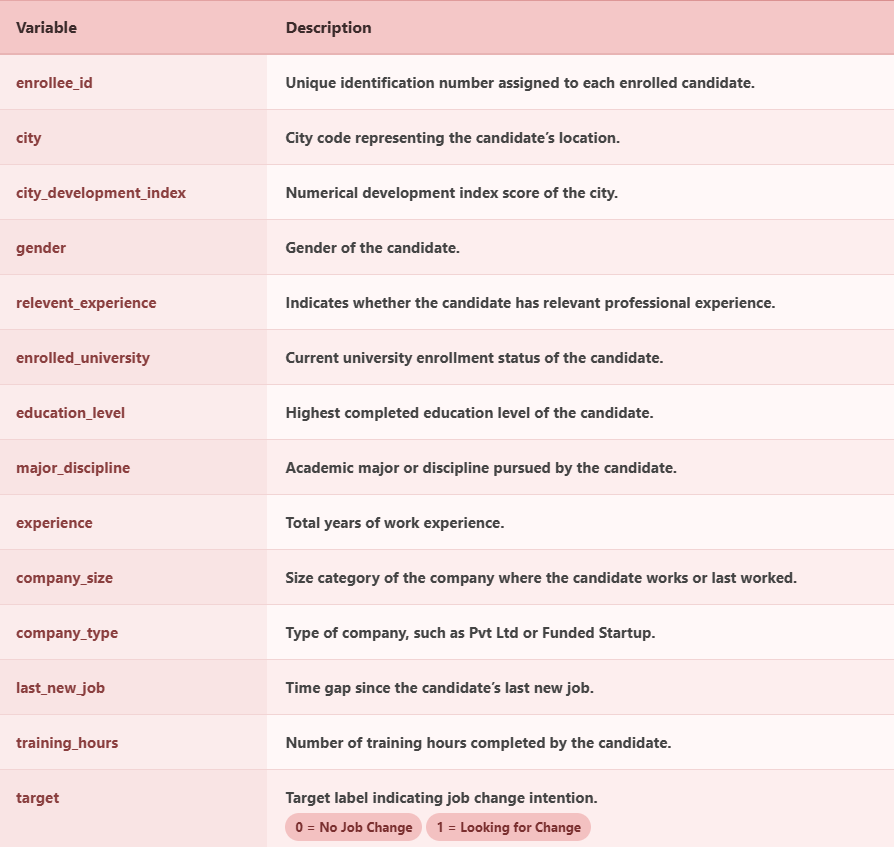 Variable Description
enrollee_id Unique identification number assigned to each enrolled candidate.
city City code representing the candidate’s location.
city_development_index Numerical development index score of the city.
gender Gender of the candidate.
relevent_experience Indicates whether the candidate has relevant professional experience.
enrolled_university Current university enrollment status of the candidate.
education_level Highest completed education level of the candidate.
major_discipline Academic major or discipline pursued by the candidate.
experience Total years of work experience.
company_size Size category of the company where the candidate works or last worked.
company_type Type of company, such as Pvt Ltd or Funded Startup.
last_new_job Time gap since the candidate’s last new job.
training_hours Number of training hours completed by the candidate.
target Target label indicating job change intention.
0 = No Job Change 1 = Looking for Change